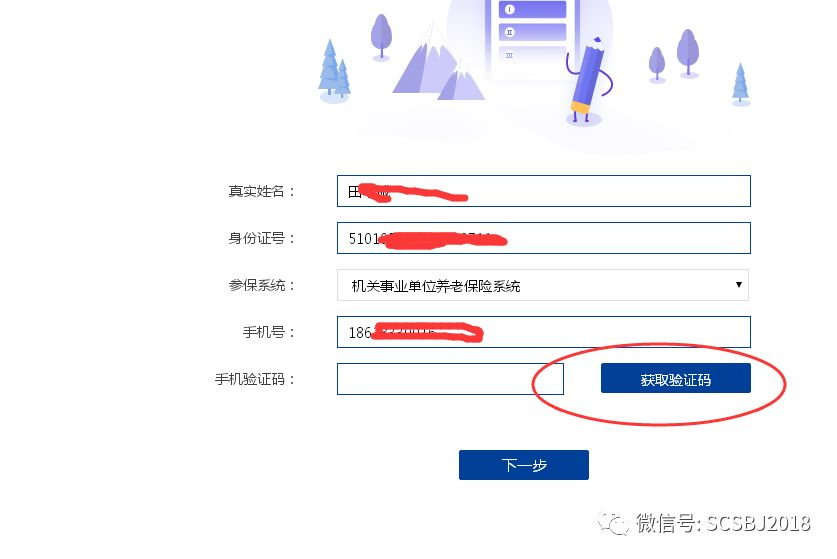 Ⅰ
Ⅱ
Ⅲ
真实姓名：
田
身份证号：
5101
参保系统：
机关事业单位养老保险系统
手机号：
186
手机验证码：
获取验证码
下一步
微信号: SCSBJ2018